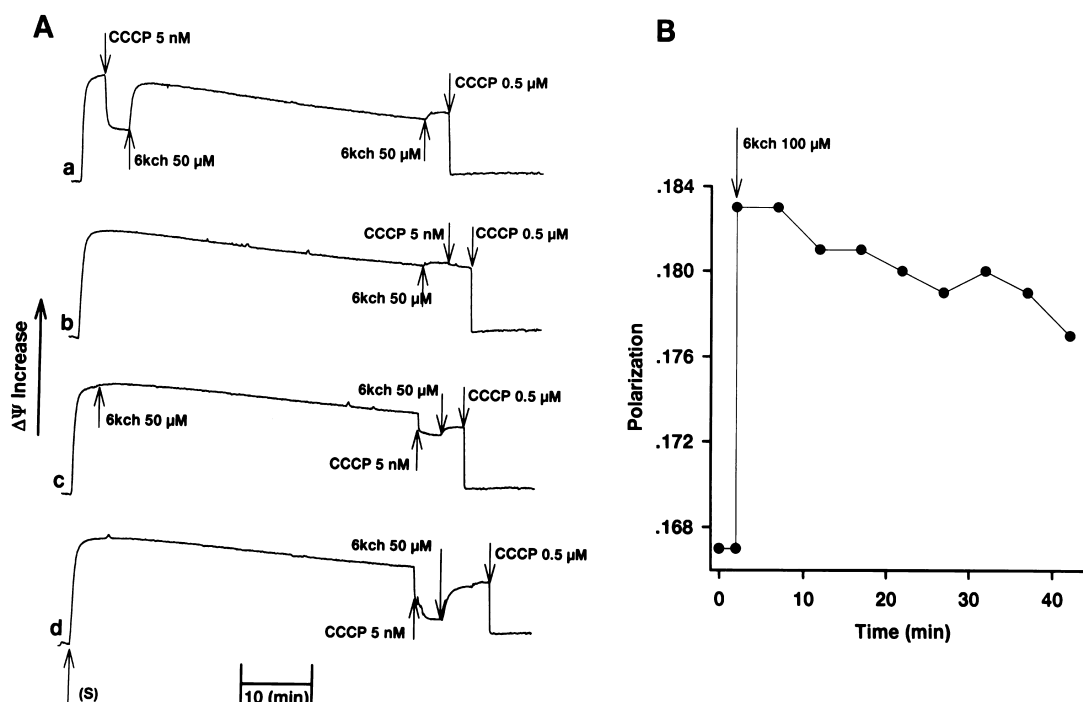 A
CCCP 5 nM
CCCP 0.5 µM
6kch 50 µM
6kch 50 µM
a
CCCP 5 nM
CCCP 0.5 µM
6kch 50 µM
b
ΔΨ Increase
6kch 50 µM
6kch 50 µM
CCCP 0.5 µM
CCCP 5 nM
c
6kch 50 µM
CCCP 0.5 µM
CCCP 5 nM
d
(S)
10 (min)
B
6kch 100 µM
.184
.180
.176
.172
.168
Polarization
0 10 20 30 40
Time (min)